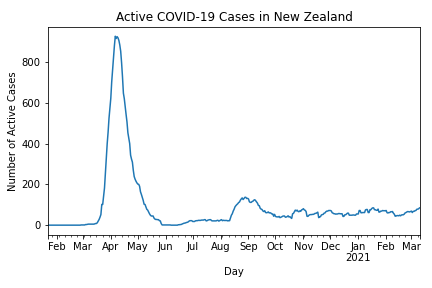 Active COVID-19 Cases in New Zealand
Number of Active Cases
800
600
400
200
0
Feb Mar Apr May Jun Jul Aug Sep Oct Nov Dec Jan Feb Mar
2021
Day